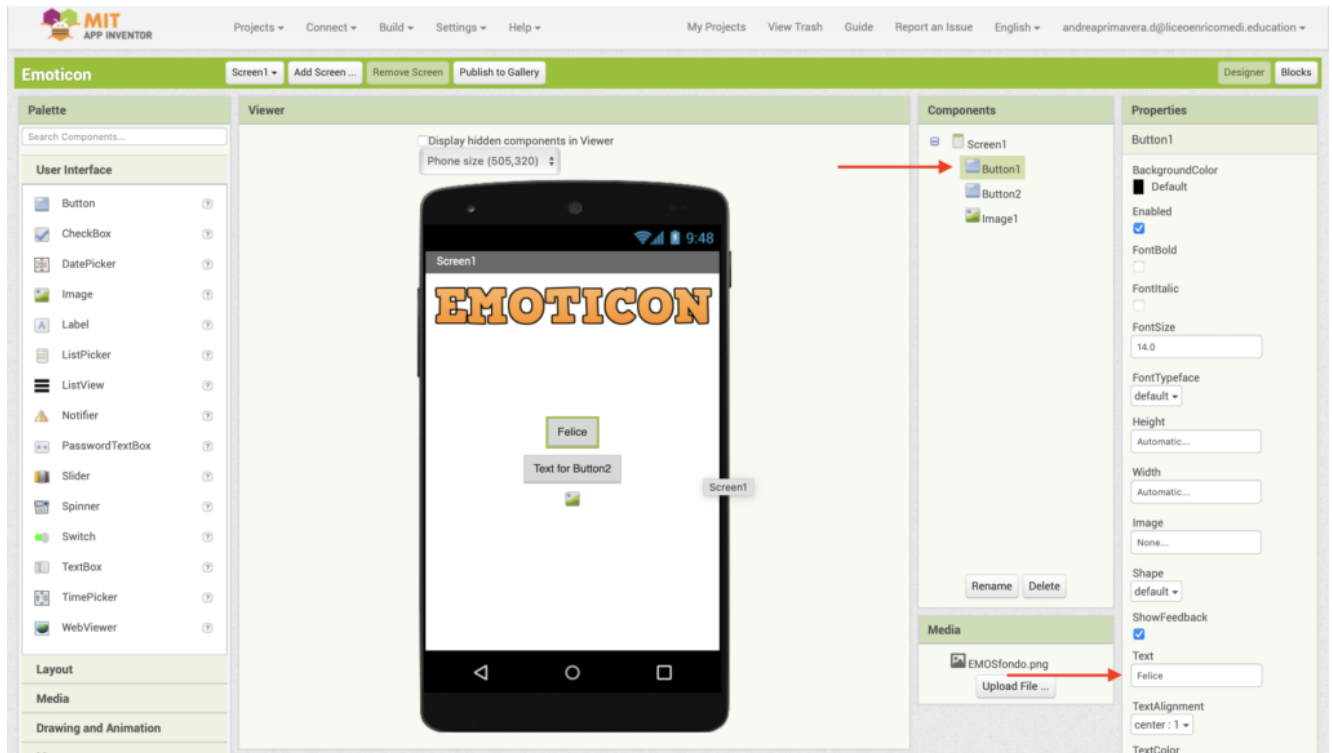 MIT
APP INVENTOR
Projects
Connect
Build
Settings
Help
My Projects
View Trash
Guide
Report an Issue
English
andreaprimavera.d@liceoenricomedi.education
Emoticon
Screen1
Add Screen ...
Remove Screen
Publish to Gallery
Designer
Blocks
Palette
Search Components...
User Interface
Button
CheckBox
DatePicker
Image
Label
ListPicker
ListView
Notifier
PasswordTextBox
Slider
Spinner
Switch
TextBox
TimePicker
WebViewer
Layout
Media
Drawing and Animation
Viewer
Display hidden components in Viewer
Phone size (505,320)
9:48
Screen1
EMOTICON
Felice
Text for Button2
Screen1
Components
Screen1
Button1
Button2
Image1
Rename
Delete
Media
EMOSfondo.png
Upload File ...
Properties
Button1
BackgroundColor
Default
Enabled
FontBold
FontItalic
FontSize
14.0
FontTypeface
default
Height
Automatic...
Width
Automatic...
Image
None...
Shape
default
ShowFeedback
Text
Felice
TextAlignment
center : 1
TextColor